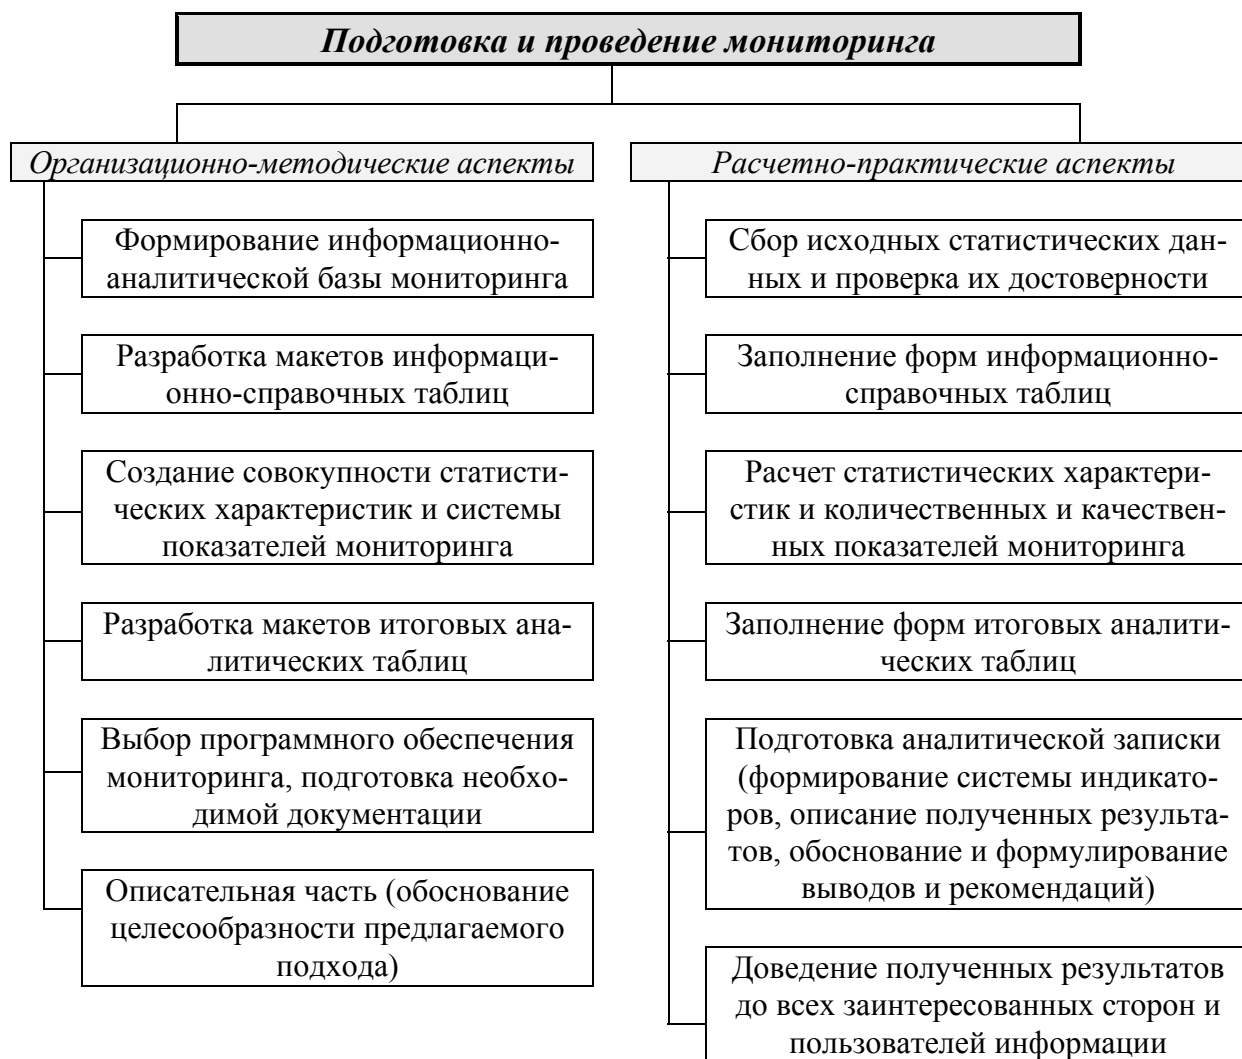 Подготовка и проведение мониторинга
Организационно-методические аспекты
Формирование информационно-
аналитической базы мониторинга
Разработка макетов информаци-
онно-справочных таблиц
Создание совокупности статисти-
ческих характеристик и системы
показателей мониторинга
Разработка макетов итоговых ана-
литических таблиц
Выбор программного обеспечения
мониторинга, подготовка необхо-
димой документации
Описательная часть (обоснование
целесообразности предлагаемого
подхода)
Расчетно-практические аспекты
Сбор исходных статистических дан-
ных и проверка их достоверности
Заполнение форм информационно-
справочных таблиц
Расчет статистических характери-
стик и количественных и качествен-
ных показателей мониторинга
Заполнение форм итоговых аналити-
ческих таблиц
Подготовка аналитической записки
(формирование системы индикато-
ров, описание полученных результа-
тов, обоснование и формулирование
выводов и рекомендаций)
Доведение полученных результатов
до всех заинтересованных сторон и
пользователей информации